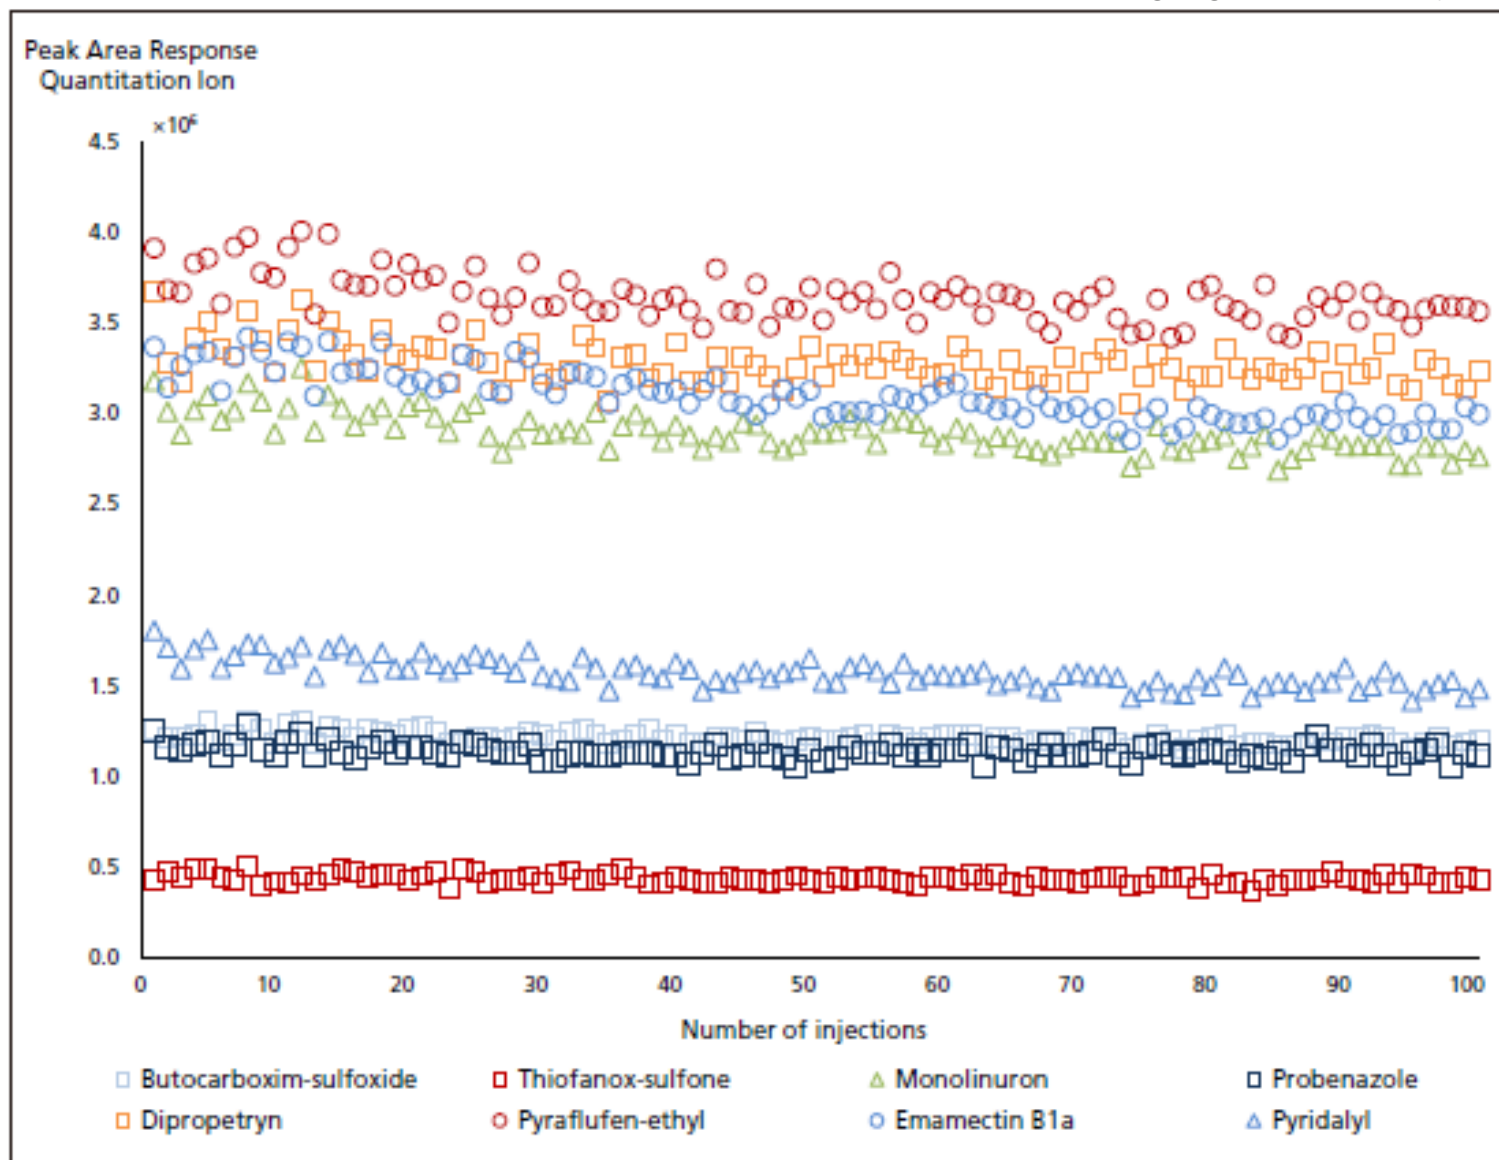 Peak Area Response
Quantitation Ion
×10⁶
4.5
4.0
3.5
3.0
2.5
2.0
1.5
1.0
0.5
0.0
0 10 20 30 40 50 60 70 80 90 100
Number of injections
Butocarboxim-sulfoxide Thiofanox-sulfone Monolinuron Probenazole
Dipropetryn Pyraflufen-ethyl Emamectin B1a Pyridalyl